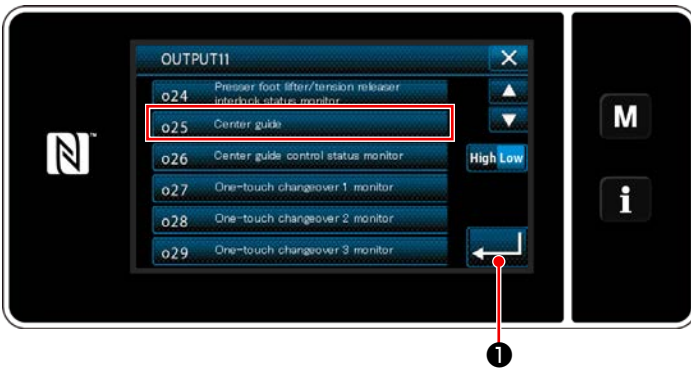 OUTPUT11
o24 Presser foot lifter/tension releaser
interlock status monitor
o25 Center guide
o26 Center guide control status monitor
High Low
o27 One-touch changeover 1 monitor
o28 One-touch changeover 2 monitor
o29 One-touch changeover 3 monitor
N
M
i
❶